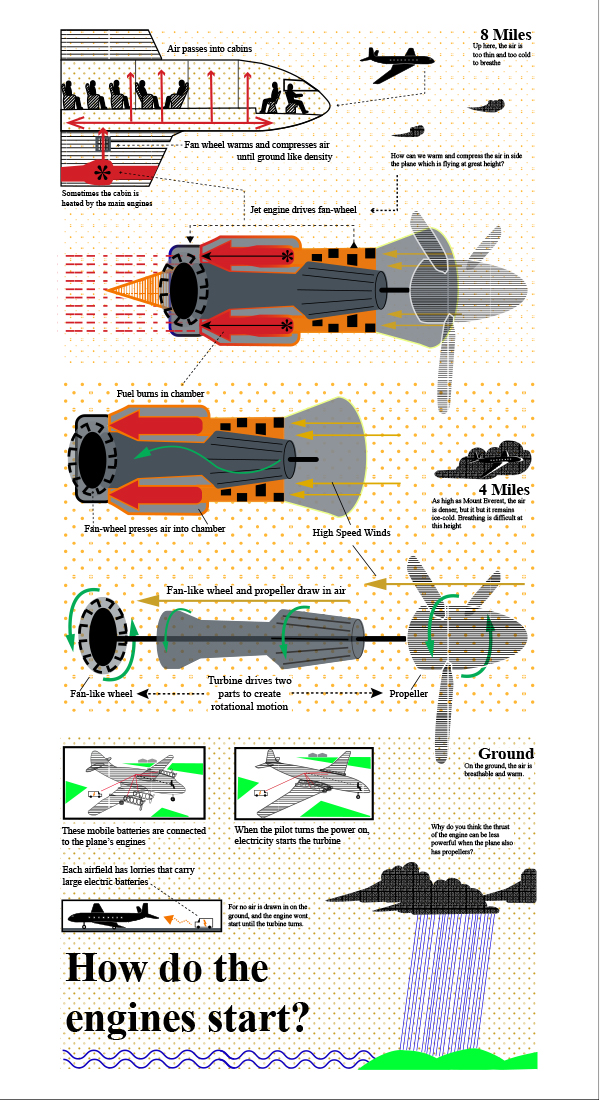 8 Miles
Up here, the air is
too thin and too cold
to breathe
Air passes into cabins
Fan wheel warms and compresses air
until ground like density
How can we warm and compress the air in side
the plane which is flying at great height?
Sometimes the cabin is
heated by the main engines
Jet engine drives fan-wheel
Fuel burns in chamber
4 Miles
As high as Mount Everest, the air
is denser, but it but it remains
ice-cold. Breathing is difficult at
this height
Fan-wheel presses air into chamber
High Speed Winds
Fan-like wheel and propeller draw in air
Turbine drives two
parts to create
rotational motion
Fan-like wheel
Propeller
Ground
On the ground, the air is
breathable and warm.
These mobile batteries are connected
to the plane’s engines
When the pilot turns the power on,
electricity starts the turbine
Why do you think the thrust
of the engine can be less
powerful when the plane also
has propellers?.
Each airfield has lorries that carry
large electric batteries
For no air is drawn in on the
ground, and the engine wont
start until the turbine turns.
How do the
engines start?